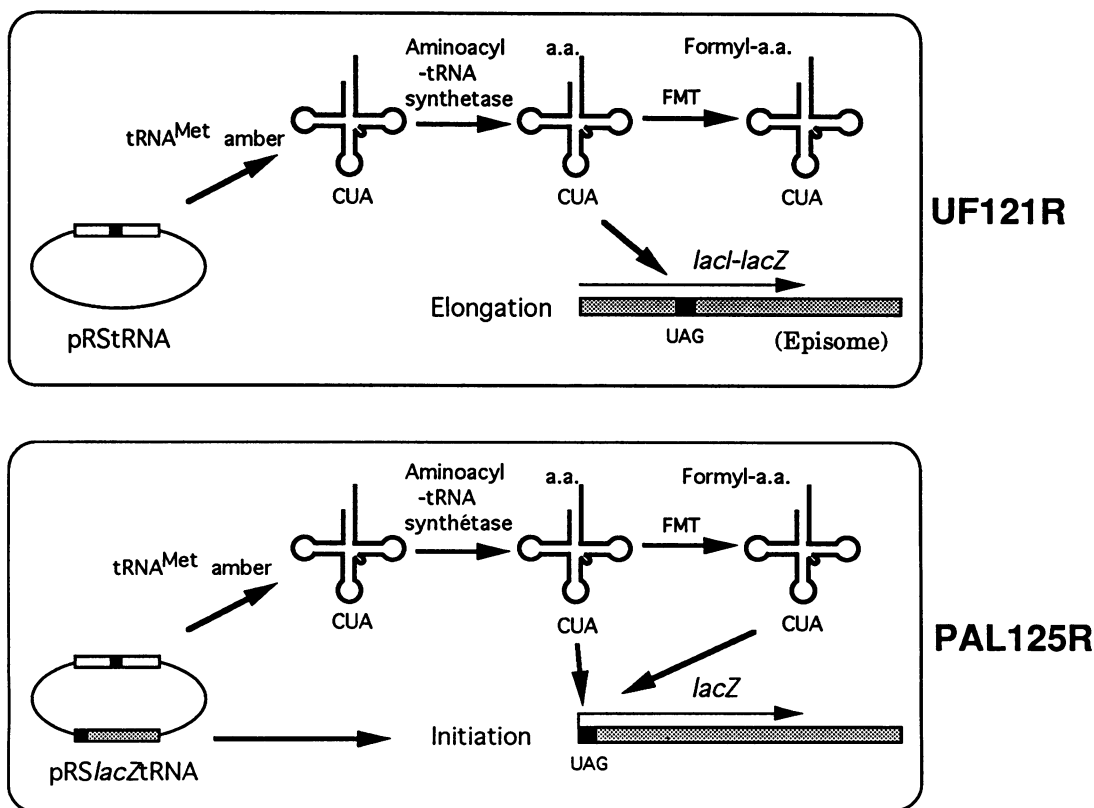 Aminoacyl
-tRNA
synthetase
a.a.
Formyl-a.a.
FMT
tRNAMet amber
CUA
CUA
CUA
UF121R
pRStRNA
lacI-lacZ
Elongation
UAG
(Episome)
Aminoacyl
-tRNA
synthétase
a.a.
Formyl-a.a.
FMT
tRNAMet amber
CUA
CUA
CUA
PAL125R
lacZ
Initiation
pRSlacZtRNA
UAG